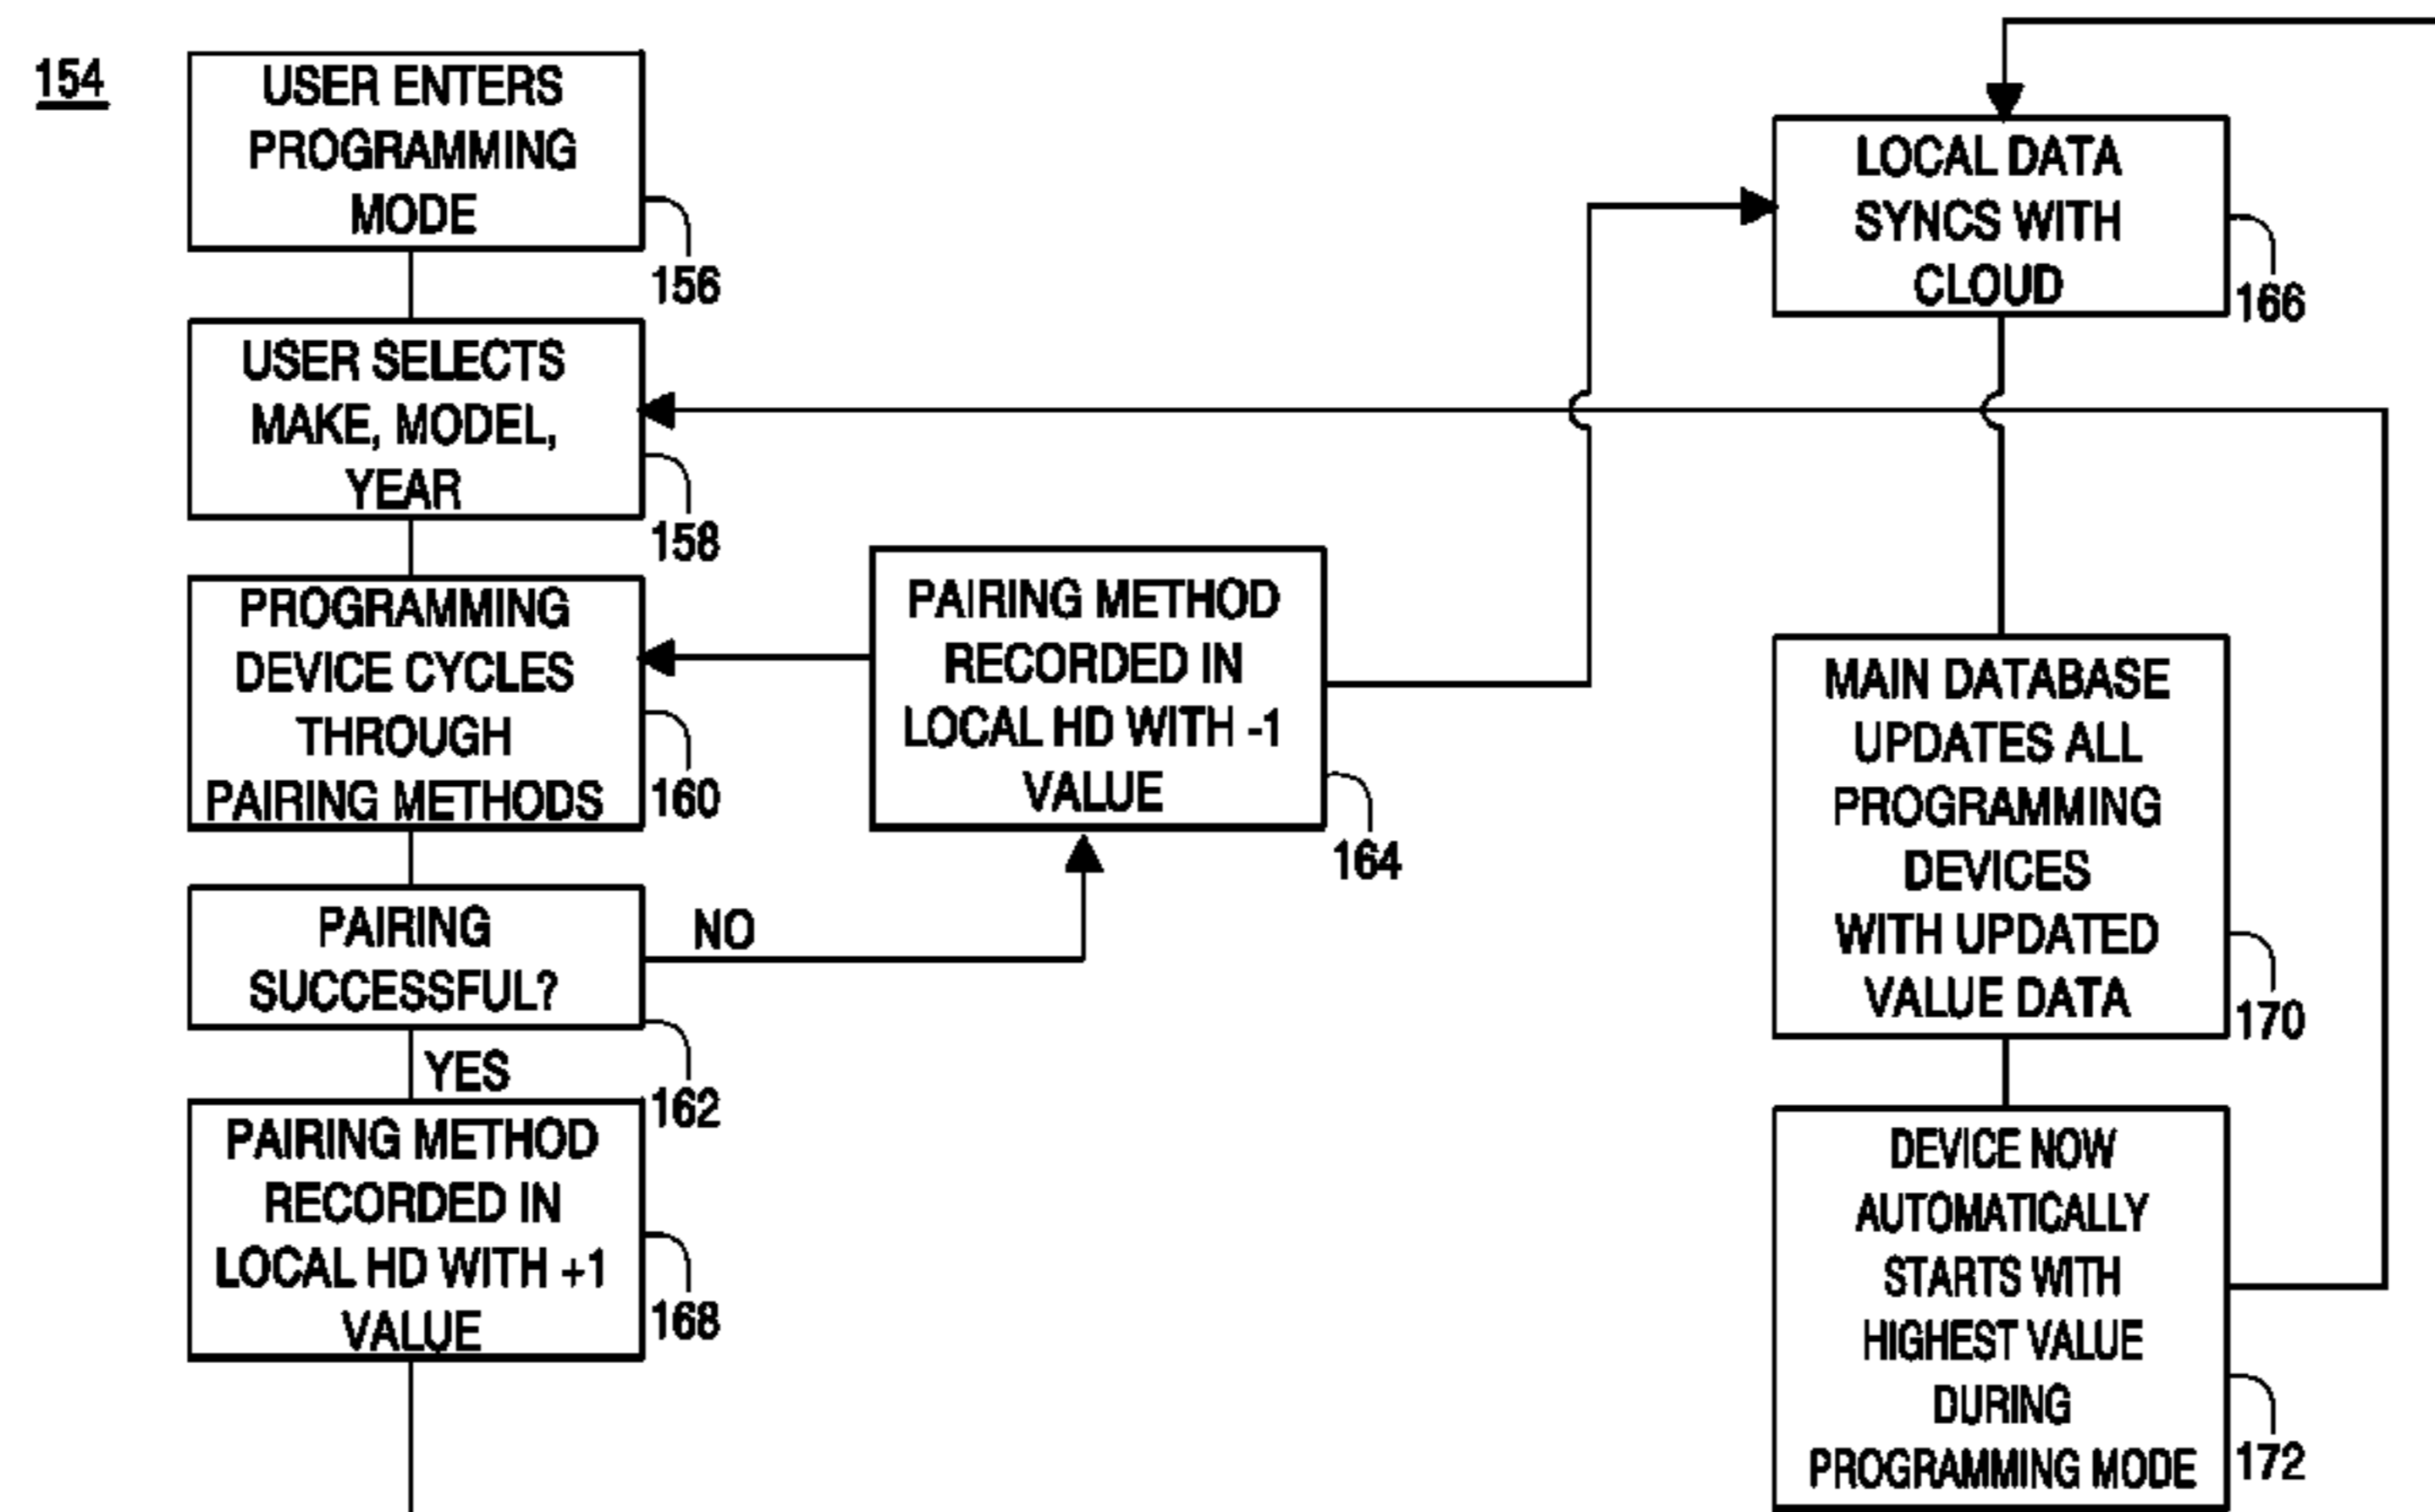 154
USER ENTERS
PROGRAMMING
MODE
156
USER SELECTS
MAKE, MODEL,
YEAR
158
PROGRAMMING
DEVICE CYCLES
THROUGH
PAIRING METHODS
160
PAIRING
SUCCESSFUL?
162
NO
YES
PAIRING METHOD
RECORDED IN
LOCAL HD WITH -1
VALUE
164
PAIRING METHOD
RECORDED IN
LOCAL HD WITH +1
VALUE
168
LOCAL DATA
SYNCS WITH
CLOUD
166
MAIN DATABASE
UPDATES ALL
PROGRAMMING
DEVICES
WITH UPDATED
VALUE DATA
170
DEVICE NOW
AUTOMATICALLY
STARTS WITH
HIGHEST VALUE
DURING
PROGRAMMING MODE
172